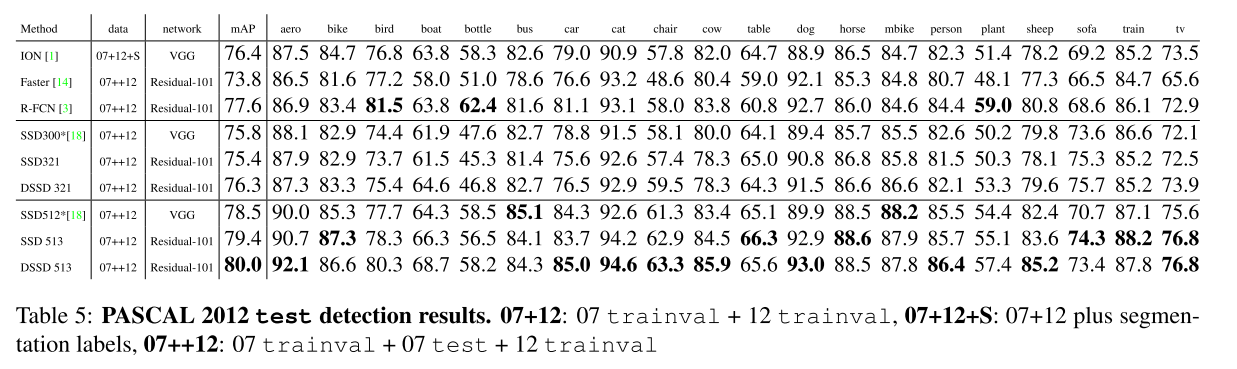 Method data network mAP aero bike bird boat bottle bus car cat chair cow table dog horse mbike person plant sheep sofa train tv
ION [1] 07+12+S VGG 76.4 87.5 84.7 76.8 63.8 58.3 82.6 79.0 90.9 57.8 82.0 64.7 88.9 86.5 84.7 82.3 51.4 78.2 69.2 85.2 73.5
Faster [14] 07++12 Residual-101 73.8 86.5 81.6 77.2 58.0 51.0 78.6 76.6 93.2 48.6 80.4 59.0 92.1 85.3 84.8 80.7 48.1 77.3 66.5 84.7 65.6
R-FCN [3] 07++12 Residual-101 77.6 86.9 83.4 81.5 63.8 62.4 81.6 81.1 93.1 58.0 83.8 60.8 92.7 86.0 84.6 84.4 59.0 80.8 68.6 86.1 72.9
SSD300*[18] 07++12 VGG 75.8 88.1 82.9 74.4 61.9 47.6 82.7 78.8 91.5 58.1 80.0 64.1 89.4 85.7 85.5 82.6 50.2 79.8 73.6 86.6 72.1
SSD321 07++12 Residual-101 75.4 87.9 82.9 73.7 61.5 45.3 81.4 75.6 92.6 57.4 78.3 65.0 90.8 86.8 85.8 81.5 50.3 78.1 75.3 85.2 72.5
DSSD 321 07++12 Residual-101 76.3 87.3 83.3 75.4 64.6 46.8 82.7 76.5 92.9 59.5 78.3 64.3 91.5 86.6 86.6 82.1 53.3 79.6 75.7 85.2 73.9
SSD512*[18] 07++12 VGG 78.5 90.0 85.3 77.7 64.3 58.5 85.1 84.3 92.6 61.3 83.4 65.1 89.9 88.5 88.2 85.5 54.4 82.4 70.7 87.1 75.6
SSD 513 07++12 Residual-101 79.4 90.7 87.3 78.3 66.3 56.5 84.1 83.7 94.2 62.9 84.5 66.3 92.9 88.6 87.9 85.7 55.1 83.6 74.3 88.2 76.8
DSSD 513 07++12 Residual-101 80.0 92.1 86.6 80.3 68.7 58.2 84.3 85.0 94.6 63.3 85.9 65.6 93.0 88.5 87.8 86.4 57.4 85.2 73.4 87.8 76.8
Table 5: PASCAL 2012 test detection results. 07+12: 07 trainval + 12 trainval, 07+12+S: 07+12 plus segmen-
tation labels, 07++12: 07 trainval + 07 test + 12 trainval